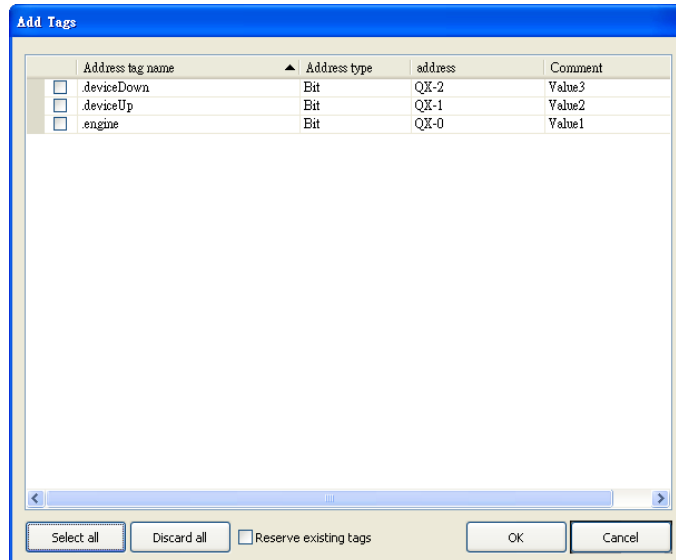 Add Tags
Address tag name Address type address Comment
.deviceDown Bit QX-2 Value3
.deviceUp Bit QX-1 Value2
.engine Bit QX-0 Value1
Select all Discard all Reserve existing tags OK Cancel